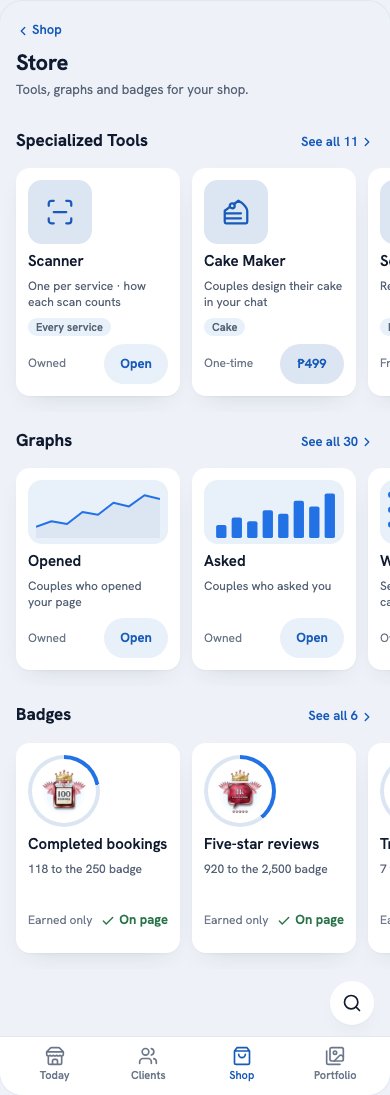 Shop
Store
Tools, graphs and badges for your shop.
Specialized Tools
See all 11
Scanner
One per service · how
each scan counts
Every service
Owned
Open
Cake Maker
Couples design their cake
in your chat
Cake
One-time
₱499
Graphs
See all 30
Opened
Couples who opened
your page
Owned
Open
Asked
Couples who asked you
Owned
Open
Badges
See all 6
100
Completed bookings
118 to the 250 badge
Earned only
On page
1K
Five-star reviews
920 to the 2,500 badge
Earned only
On page
7
Today
Clients
Shop
Portfolio